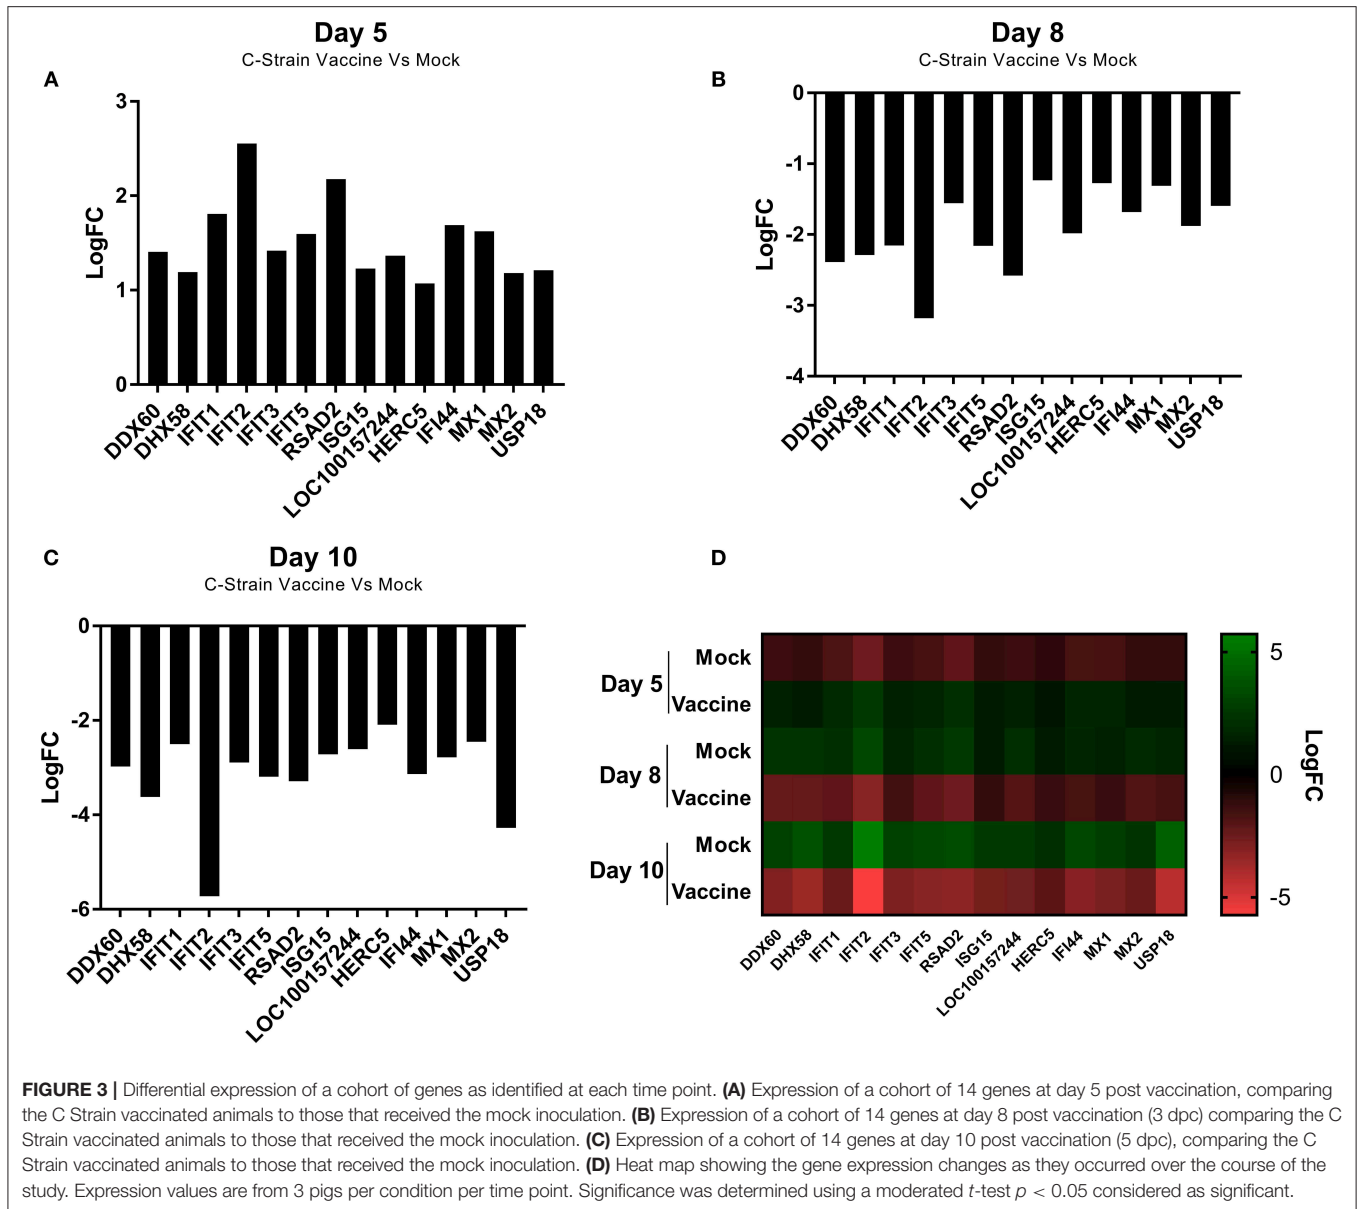 Day 5
C-Strain Vaccine Vs Mock
A
3
2
1
0
LogFC
DDX60
DHX58
IFIT1
IFIT2
IFIT3
IFIT5
RSAD2
ISG15
LOC100157244
HERC5
IFI44
MX1
MX2
USP18
Day 8
C-Strain Vaccine Vs Mock
B
0
-1
-2
-3
-4
LogFC
DDX60
DHX58
IFIT1
IFIT2
IFIT3
IFIT5
RSAD2
ISG15
LOC100157244
HERC5
IFI44
MX1
MX2
USP18
C
Day 10
C-Strain Vaccine Vs Mock
0
-2
-4
-6
LogFC
DDX60
DHX58
IFIT1
IFIT2
IFIT3
IFIT5
RSAD2
ISG15
LOC100157244
HERC5
IFI44
MX1
MX2
USP18
D
Day 5
Mock
Vaccine
Day 8
Mock
Vaccine
Day 10
Mock
Vaccine
DDX60
DHX58
IFIT1
IFIT2
IFIT3
IFIT5
RSAD2
ISG15
LOC100157244
HERC5
IFI44
MX1
MX2
USP18
5
0
-5
LogFC
FIGURE 3 | Differential expression of a cohort of genes as identified at each time point. (A) Expression of a cohort of 14 genes at day 5 post vaccination, comparing
the C Strain vaccinated animals to those that received the mock inoculation. (B) Expression of a cohort of 14 genes at day 8 post vaccination (3 dpc) comparing the C
Strain vaccinated animals to those that received the mock inoculation. (C) Expression of a cohort of 14 genes at day 10 post vaccination (5 dpc), comparing the C
Strain vaccinated animals to those that received the mock inoculation. (D) Heat map showing the gene expression changes as they occurred over the course of the
study. Expression values are from 3 pigs per condition per time point. Significance was determined using a moderated t-test p < 0.05 considered as significant.